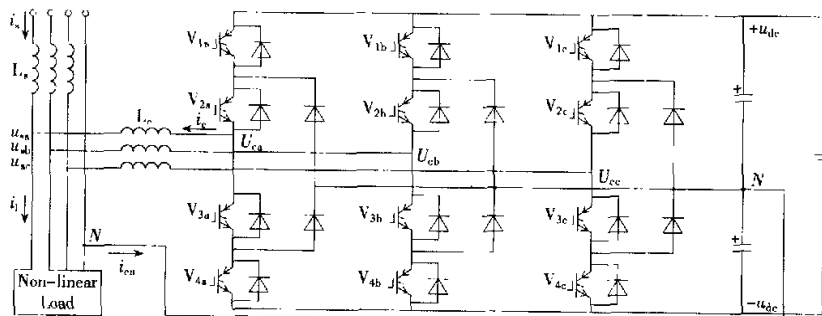 i_s
L_s
L_c
i_c
u_sa
u_sb
u_sc
i_l
N
i_cn
Non-linear
Load
V_1a
V_2a
U_ca
V_3a
V_4a
V_1b
V_2b
U_cb
V_3b
V_4b
V_1c
V_2c
U_cc
V_3c
V_4c
+u_dc
+
N
+
-u_dc